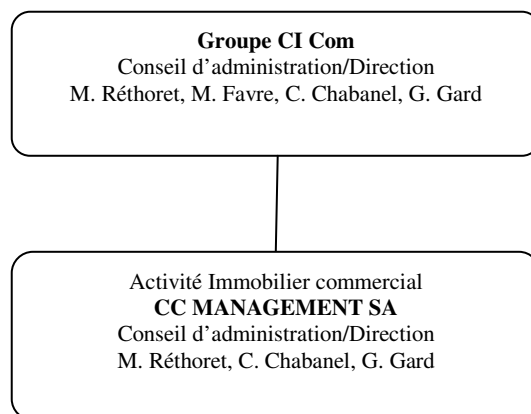 Groupe CI Com
Conseil d’administration/Direction
M. Réthoret, M. Favre, C. Chabanel, G. Gard
Activité Immobilier commercial
CC MANAGEMENT SA
Conseil d’administration/Direction
M. Réthoret, C. Chabanel, G. Gard